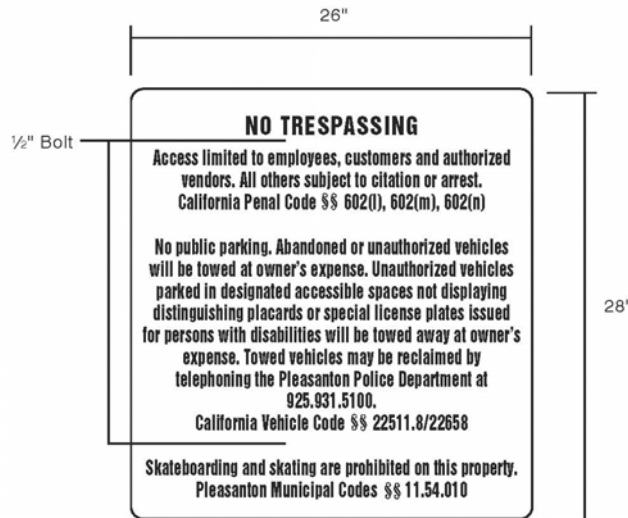 26"
½" Bolt
NO TRESPASSING
Access limited to employees, customers and authorized
vendors. All others subject to citation or arrest.
California Penal Code §§ 602(l), 602(m), 602(n)
No public parking. Abandoned or unauthorized vehicles
will be towed at owner's expense. Unauthorized vehicles
parked in designated accessible spaces not displaying
distinguishing placards or special license plates issued
for persons with disabilities will be towed away at owner's
expense. Towed vehicles may be reclaimed by
telephoning the Pleasanton Police Department at
925.931.5100.
California Vehicle Code §§ 22511.8/22658
28"
Skateboarding and skating are prohibited on this property.
Pleasanton Municipal Codes §§ 11.54.010